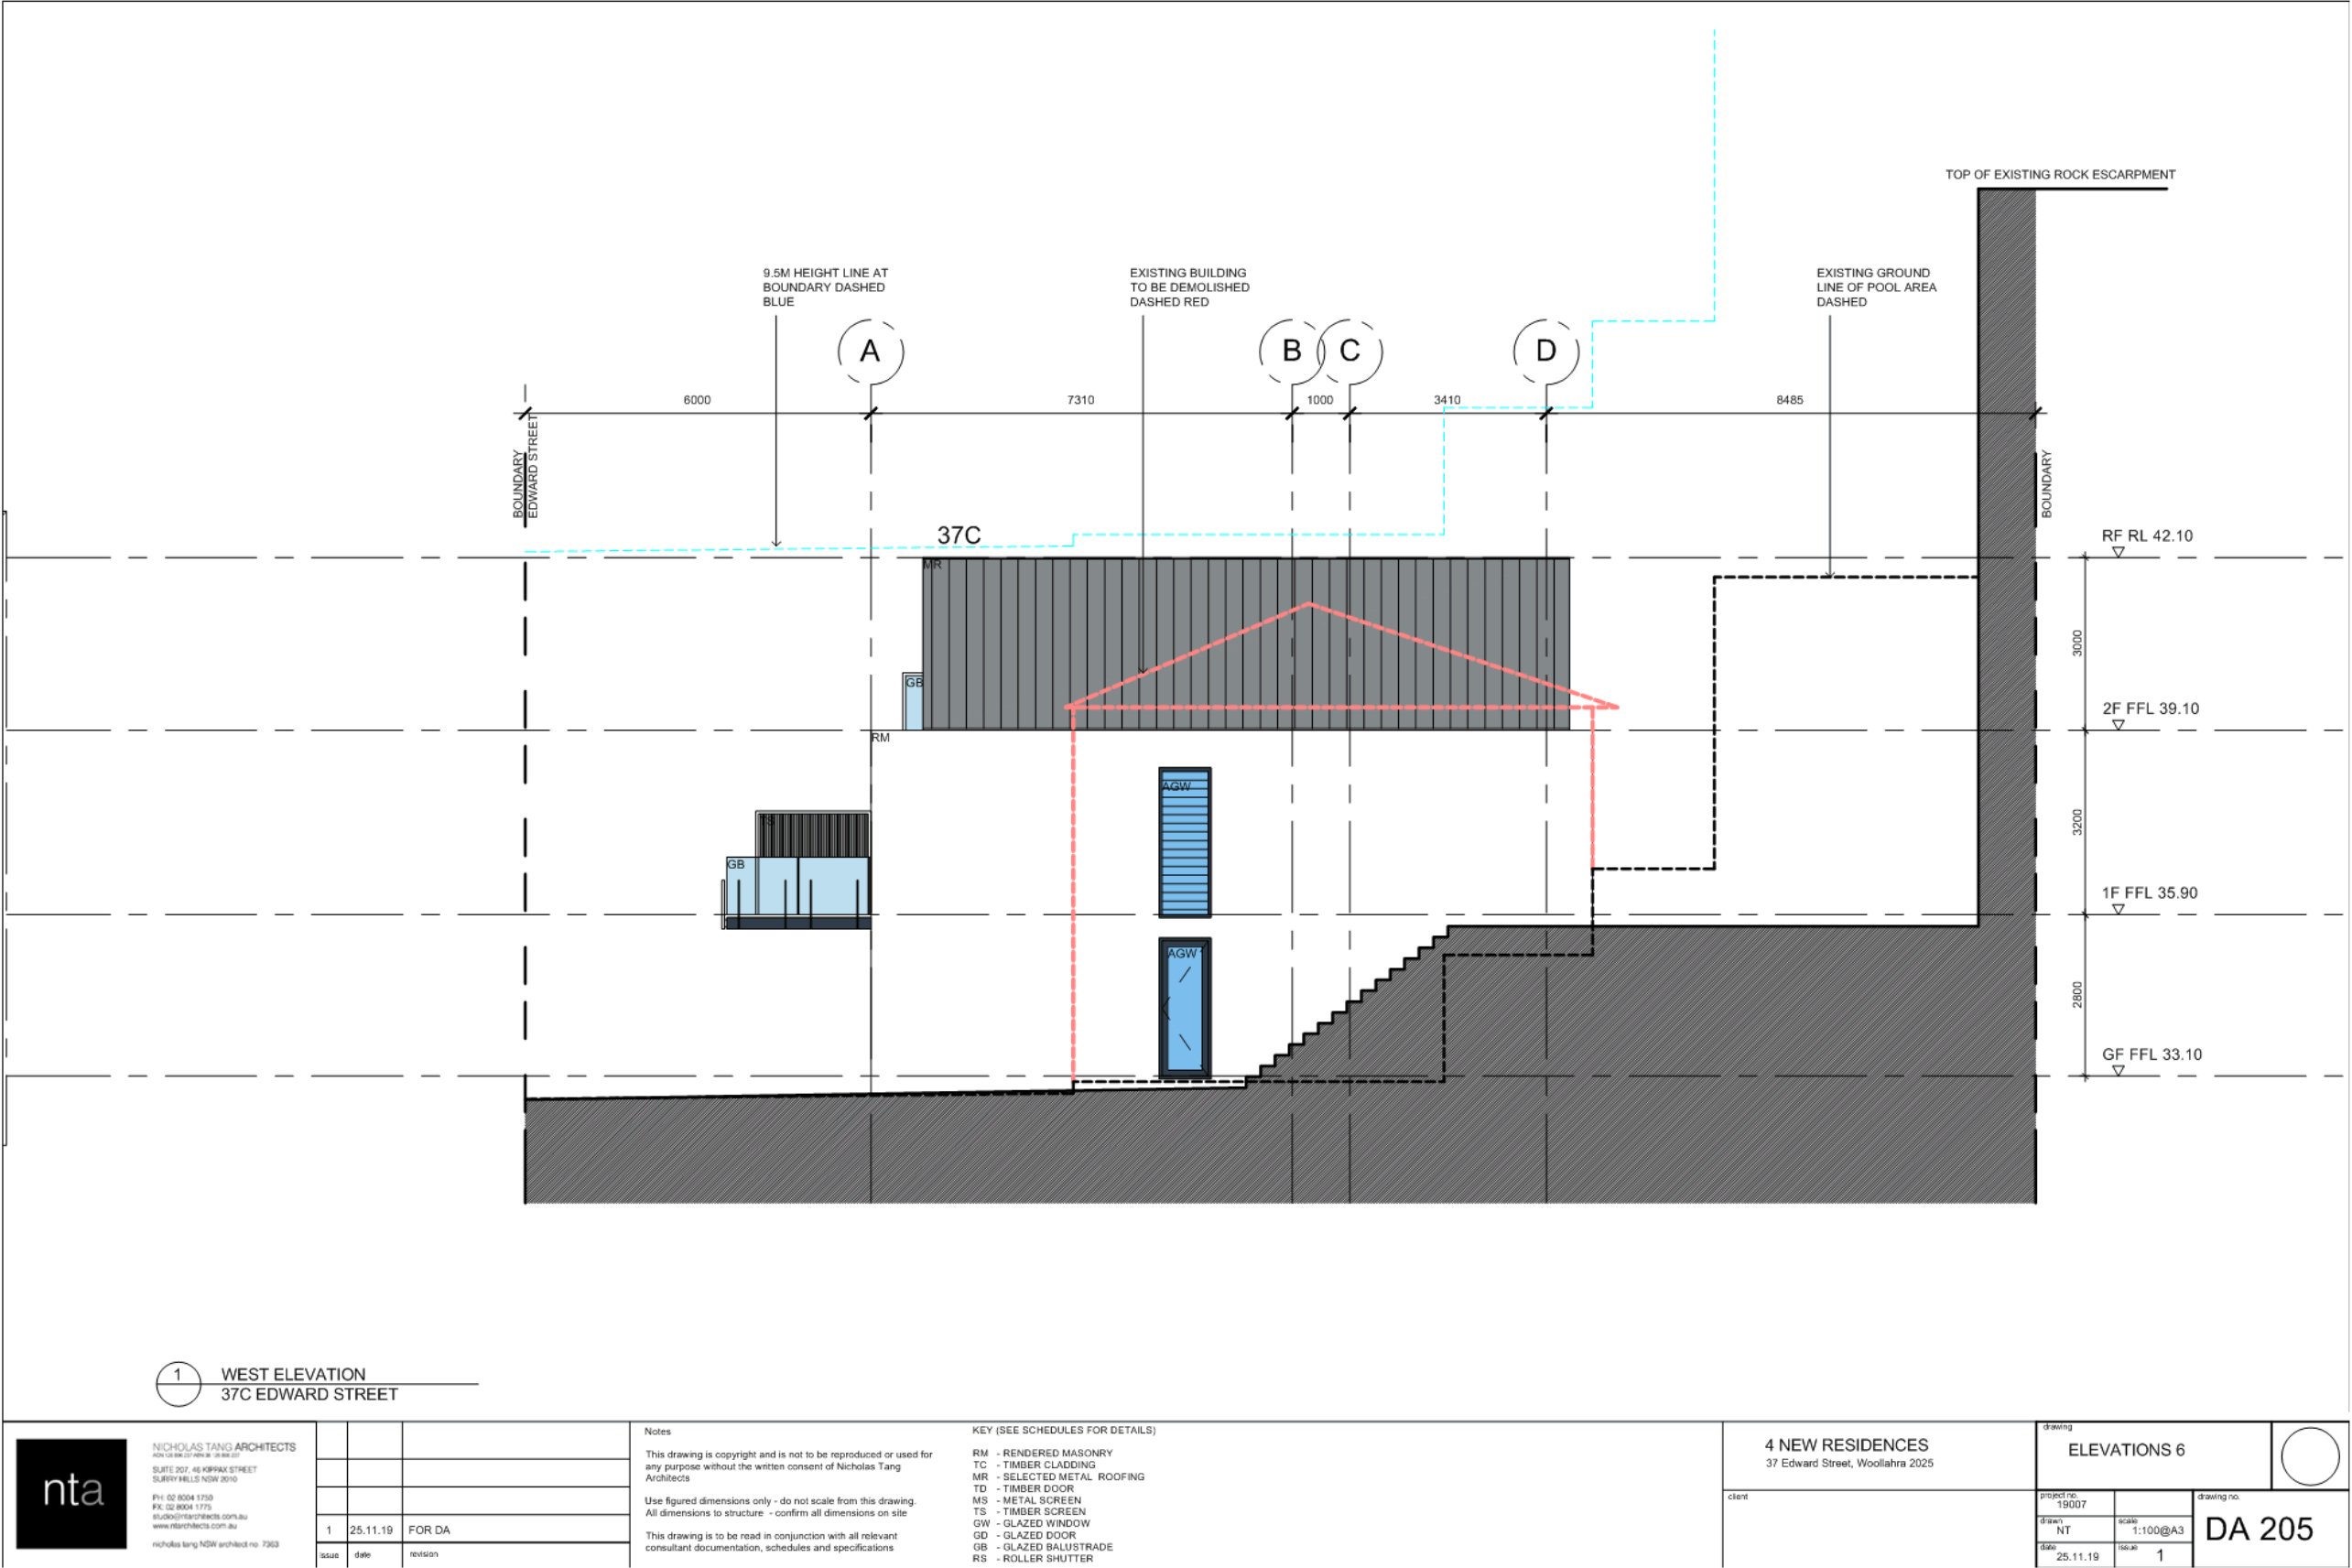 TOP OF EXISTING ROCK ESCARPMENT
9.5M HEIGHT LINE AT
BOUNDARY DASHED
BLUE
EXISTING BUILDING
TO BE DEMOLISHED
DASHED RED
EXISTING GROUND
LINE OF POOL AREA
DASHED
A
B
C
D
6000
7310
1000
3410
8485
BOUNDARY
EDWARD STREET
BOUNDARY
37C
RF RL 42.10
MR
3000
GB
2F FFL 39.10
RM
AGW
TS
3200
GB
1F FFL 35.90
AGW
2800
GF FFL 33.10
1
WEST ELEVATION
37C EDWARD STREET
nta
NICHOLAS TANG ARCHITECTS
SUITE 207, 46 KIPPAX STREET
SURRY HILLS NSW 2010
PH: 02 8004 1750
FX: 02 8004 1775
studio@ntarchitects.com.au
www.ntarchitects.com.au
nicholas tang NSW architect no. 7363
1 25.11.19 FOR DA
issue date revision
Notes
This drawing is copyright and is not to be reproduced or used for
any purpose without the written consent of Nicholas Tang
Architects
Use figured dimensions only - do not scale from this drawing.
All dimensions to structure - confirm all dimensions on site
This drawing is to be read in conjunction with all relevant
consultant documentation, schedules and specifications
KEY (SEE SCHEDULES FOR DETAILS)
RM - RENDERED MASONRY
TC - TIMBER CLADDING
MR - SELECTED METAL ROOFING
TD - TIMBER DOOR
MS - METAL SCREEN
TS - TIMBER SCREEN
GW - GLAZED WINDOW
GD - GLAZED DOOR
GB - GLAZED BALUSTRADE
RS - ROLLER SHUTTER
4 NEW RESIDENCES
37 Edward Street, Woollahra 2025
client
drawing
ELEVATIONS 6
project no.
19007
drawn
NT
scale
1:100@A3
date
25.11.19
issue
1
drawing no.
DA 205